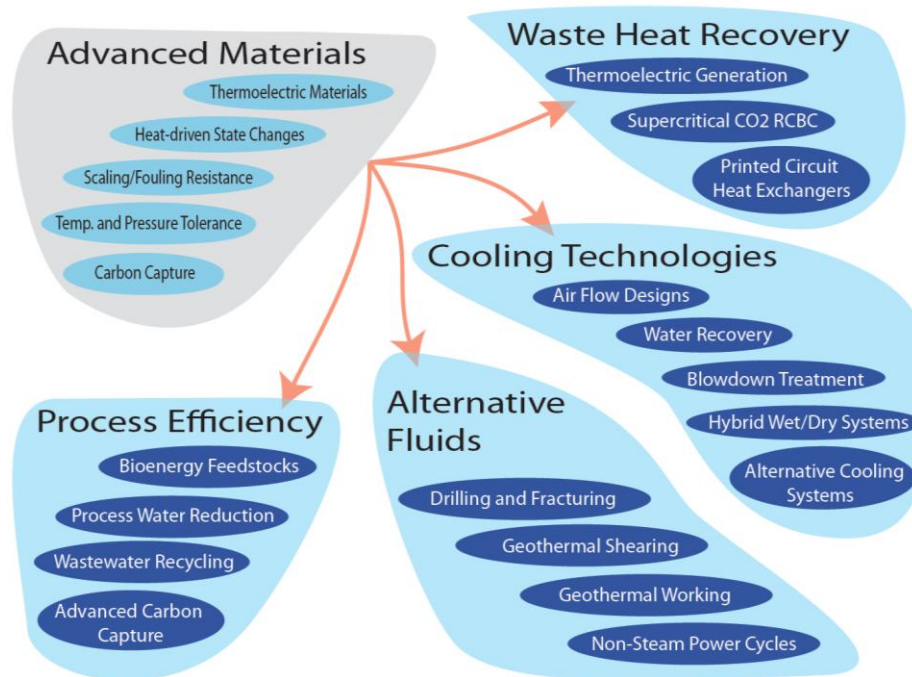 Advanced Materials
Thermoelectric Materials
Heat-driven State Changes
Scaling/Fouling Resistance
Temp. and Pressure Tolerance
Carbon Capture
Waste Heat Recovery
Thermoelectric Generation
Supercritical CO2 RCBC
Printed Circuit
Heat Exchangers
Cooling Technologies
Air Flow Designs
Water Recovery
Blowdown Treatment
Hybrid Wet/Dry Systems
Alternative Cooling
Systems
Process Efficiency
Bioenergy Feedstocks
Process Water Reduction
Wastewater Recycling
Advanced Carbon
Capture
Alternative
Fluids
Drilling and Fracturing
Geothermal Shearing
Geothermal Working
Non-Steam Power Cycles